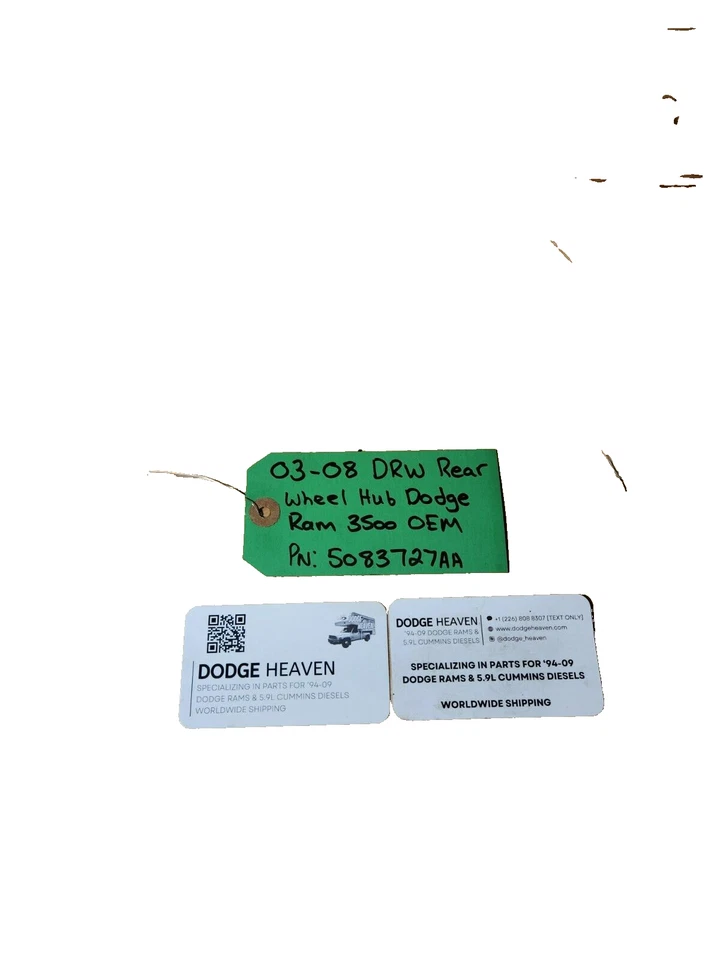 03-08 DRW Rear
Wheel Hub Dodge
Ram 3500 OEM
PN: 5083727AA
DODGE HEAVEN
SPECIALIZING IN PARTS FOR '94-09
DODGE RAMS & 5.9L CUMMINS DIESELS
WORLDWIDE SHIPPING
DODGE HEAVEN
'94-09 DODGE RAMS &
5.9L CUMMINS DIESELS
+1 (226) 808 8307 [TEXT ONLY]
www.dodgeheaven.com
@dodge_heaven
SPECIALIZING IN PARTS FOR '94-09
DODGE RAMS & 5.9L CUMMINS DIESELS
WORLDWIDE SHIPPING